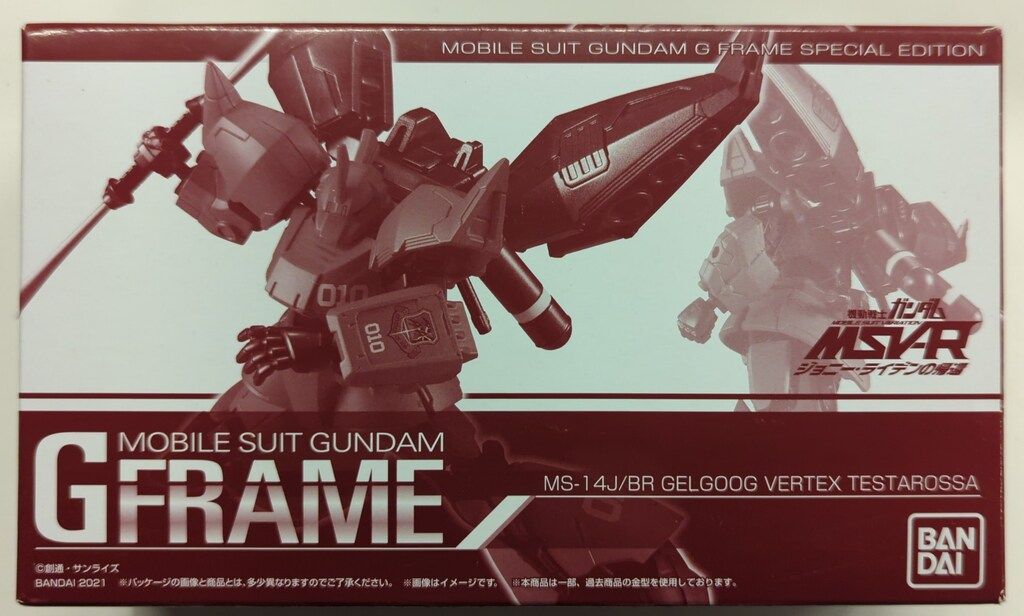 MOBILE SUIT GUNDAM G FRAME SPECIAL EDITION
010
010
機動戦士ガンダム
MOBILE SUIT VARIATION
MSV-R
ジョニー・ライデンの帰還
MOBILE SUIT GUNDAM
GFRAME
MS-14J/BR GELGOOG VERTEX TESTAROSSA
©創通・サンライズ
BANDAI 2021 ※パッケージの画像と商品とは、多少異なりますのでご了承ください。 ※画像はイメージです。 ※本商品は一部、過去商品の金型を使用しております。
BAN
DAI